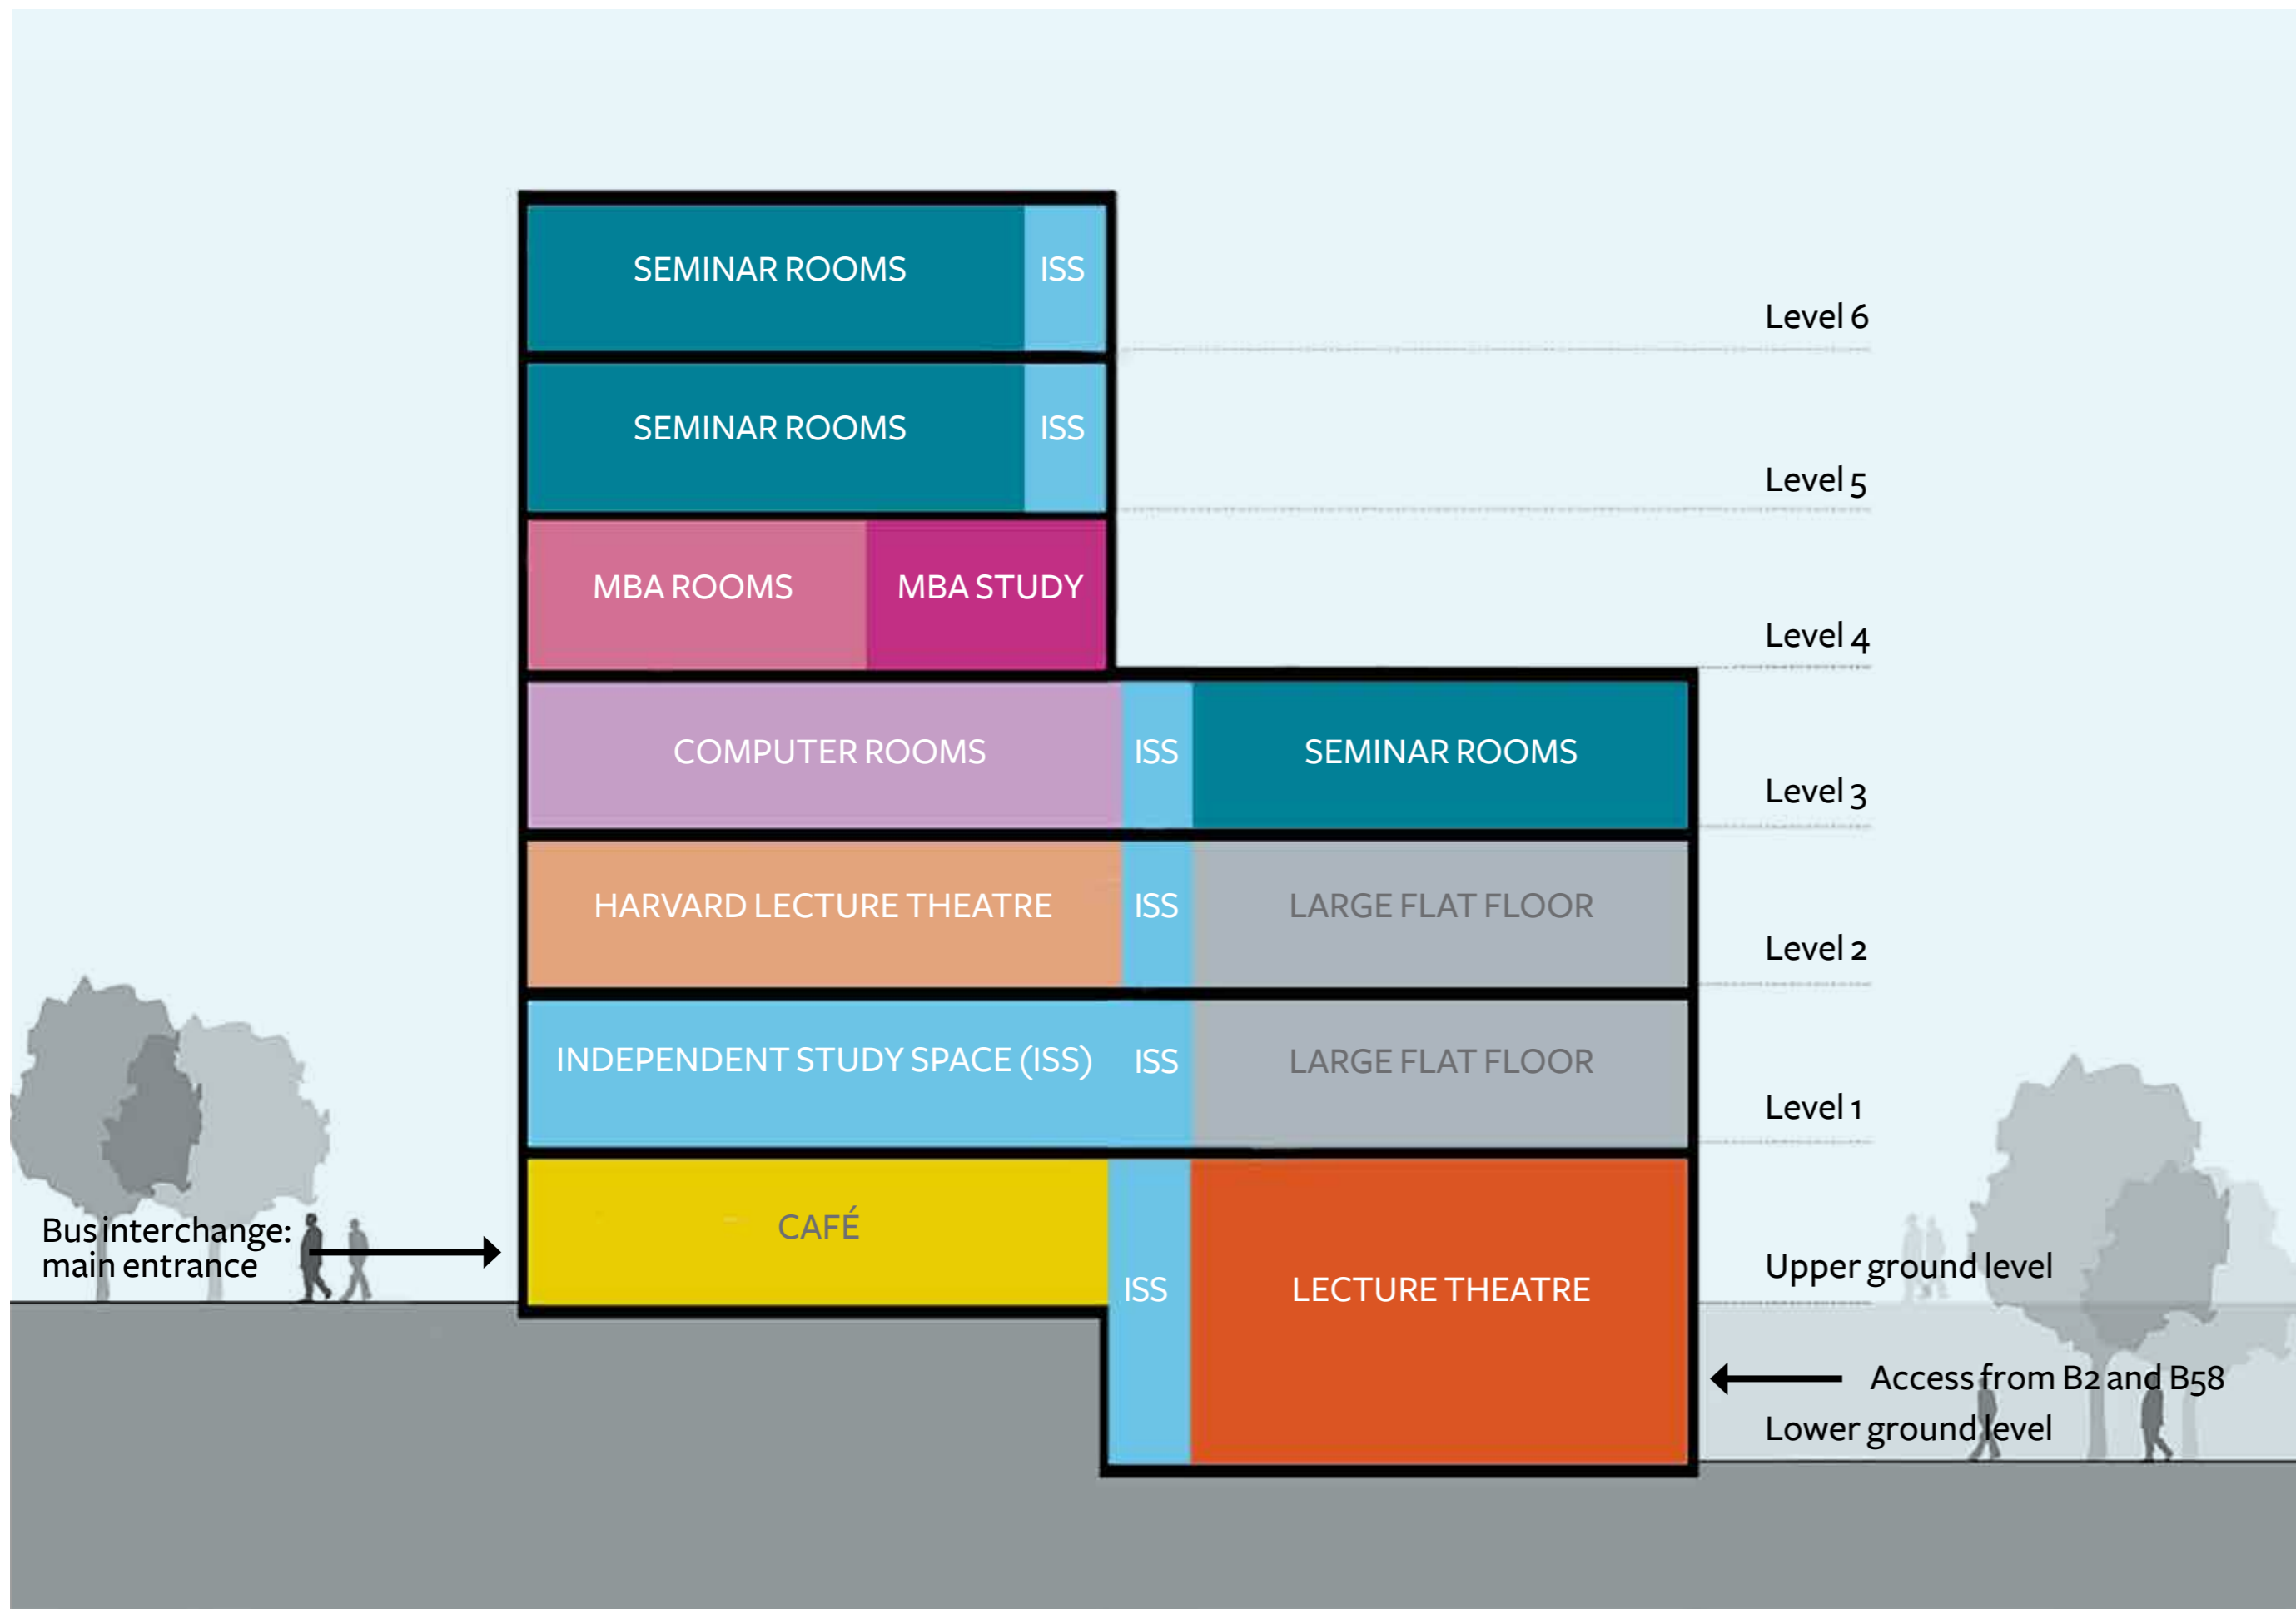 SEMINAR ROOMS ISS
Level 6
SEMINAR ROOMS ISS
Level 5
MBA ROOMS MBA STUDY
Level 4
COMPUTER ROOMS ISS SEMINAR ROOMS
Level 3
HARVARD LECTURE THEATRE ISS LARGE FLAT FLOOR
Level 2
INDEPENDENT STUDY SPACE (ISS) ISS LARGE FLAT FLOOR
Level 1
Bus interchange:
main entrance
CAFÉ
ISS LECTURE THEATRE
Upper ground level
Access from B2 and B58
Lower ground level